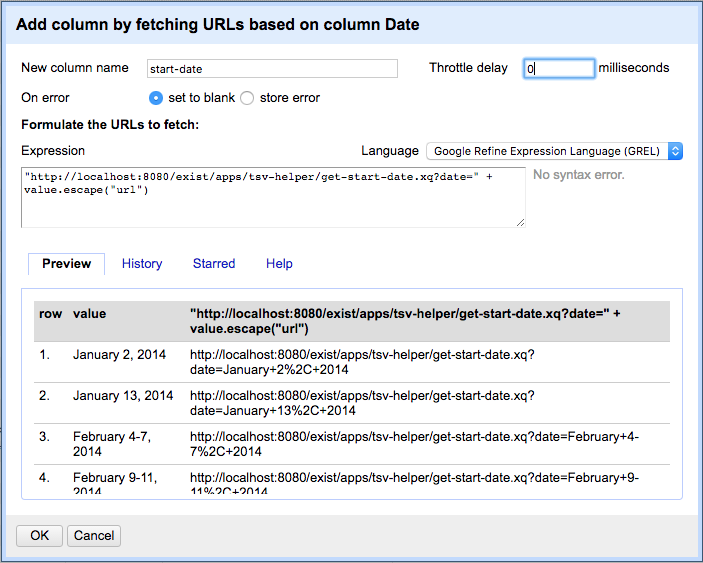 Add column by fetching URLs based on column Date
New column name start-date Throttle delay 0 milliseconds
On error set to blank store error
Formulate the URLs to fetch:
Expression Language Google Refine Expression Language (GREL)
"http://localhost:8080/exist/apps/tsv-helper/get-start-date.xq?date=" + No syntax error.
value.escape("url")
Preview History Starred Help
row value "http://localhost:8080/exist/apps/tsv-helper/get-start-date.xq?date=" +
value.escape("url")
1. January 2, 2014 http://localhost:8080/exist/apps/tsv-helper/get-start-date.xq?
date=January+2%2C+2014
2. January 13, 2014 http://localhost:8080/exist/apps/tsv-helper/get-start-date.xq?
date=January+13%2C+2014
3. February 4-7, http://localhost:8080/exist/apps/tsv-helper/get-start-date.xq?date=February+4-
2014 7%2C+2014
4. February 9-11, http://localhost:8080/exist/apps/tsv-helper/get-start-date.xq?date=February+9-
2014 11%2C+2014
OK Cancel